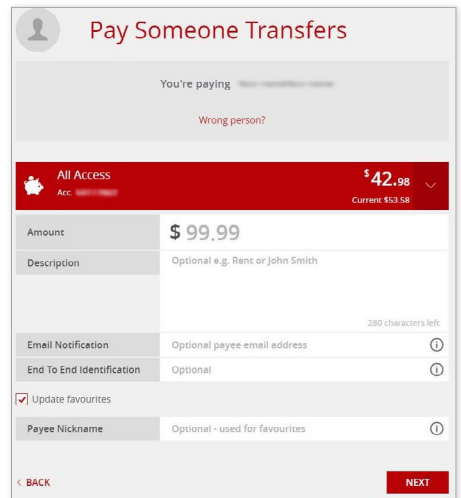 Pay Someone Transfers
You're paying
Wrong person?
All Access
$42.98
Acc.
Current $53.58
Amount
$ 99.99
Description
Optional e.g. Rent or John Smith
280 characters left
Email Notification
Optional payee email address
End To End Identification
Optional
Update favourites
Payee Nickname
Optional - used for favourites
< BACK
NEXT